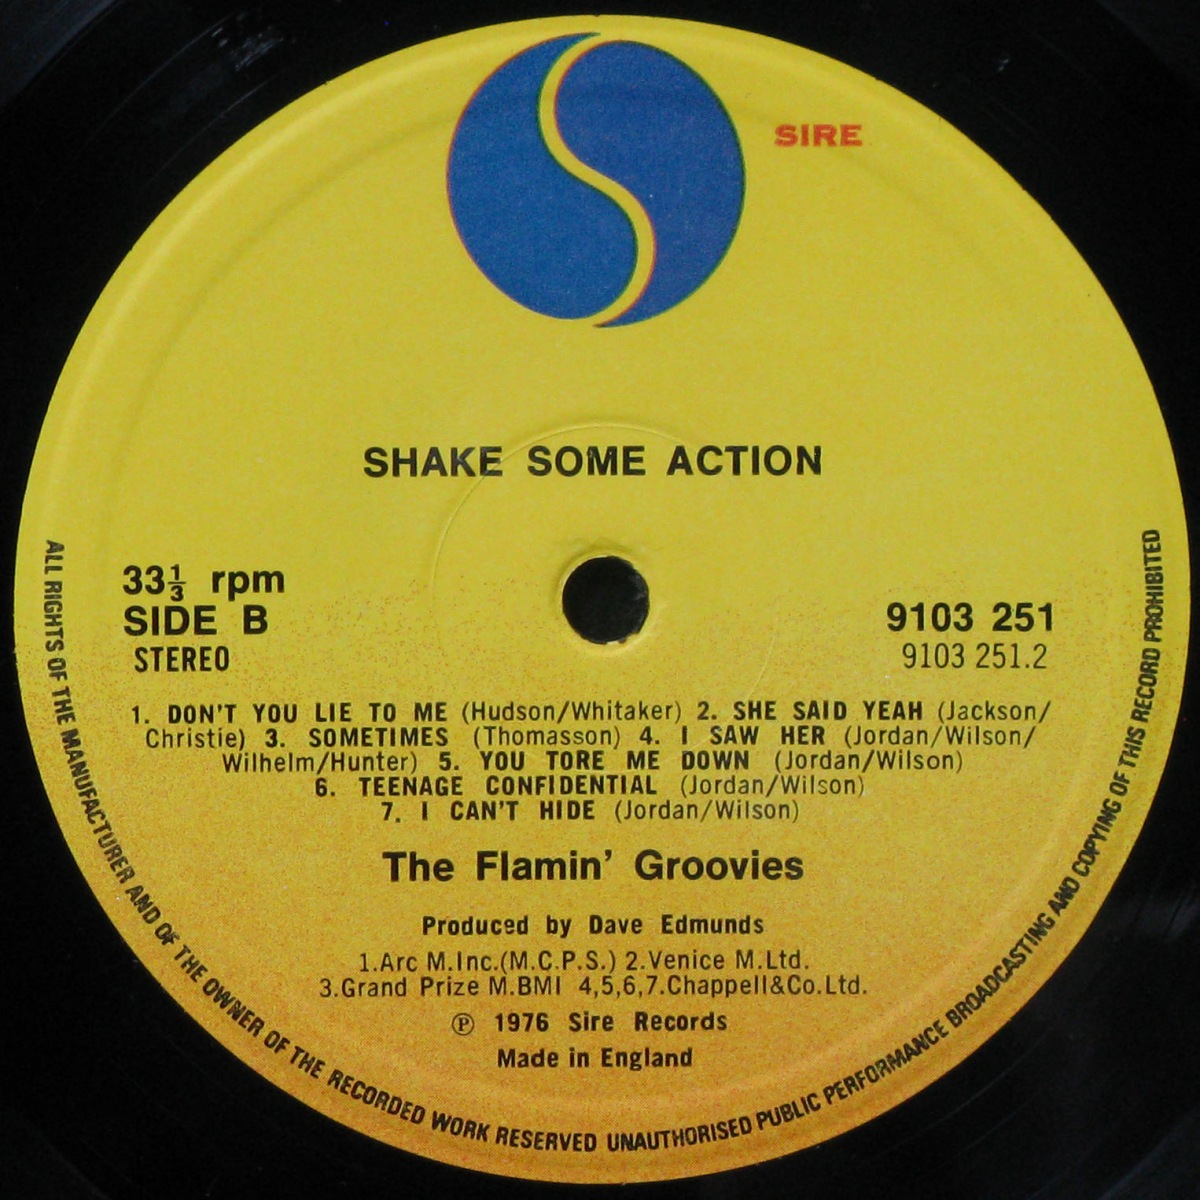 SIRE
SHAKE SOME ACTION
33⅓ rpm
SIDE B
STEREO
9103 251
9103 251.2
1. DON'T YOU LIE TO ME (Hudson/Whitaker) 2. SHE SAID YEAH (Jackson/
Christie) 3. SOMETIMES (Thomasson) 4. I SAW HER (Jordan/Wilson/
Wilhelm/Hunter) 5. YOU TORE ME DOWN (Jordan/Wilson)
6. TEENAGE CONFIDENTIAL (Jordan/Wilson)
7. I CAN'T HIDE (Jordan/Wilson)
The Flamin' Groovies
Produced by Dave Edmunds
1.Arc M.Inc.(M.C.P.S.) 2.Venice M.Ltd.
3.Grand Prize M.BMI 4,5,6,7.Chappell&Co.Ltd.
℗ 1976 Sire Records
Made in England
ALL RIGHTS OF THE MANUFACTURER AND OF THE OWNER OF THE RECORDED WORK RESERVED UNAUTHORISED PUBLIC PERFORMANCE BROADCASTING AND COPYING OF THIS RECORD PROHIBITED